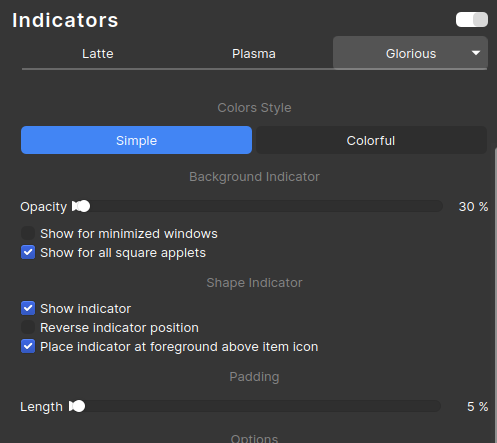 Indicators
Latte Plasma Glorious
Colors Style
Simple Colorful
Background Indicator
Opacity 30 %
Show for minimized windows
Show for all square applets
Shape Indicator
Show indicator
Reverse indicator position
Place indicator at foreground above item icon
Padding
Length 5 %
Options